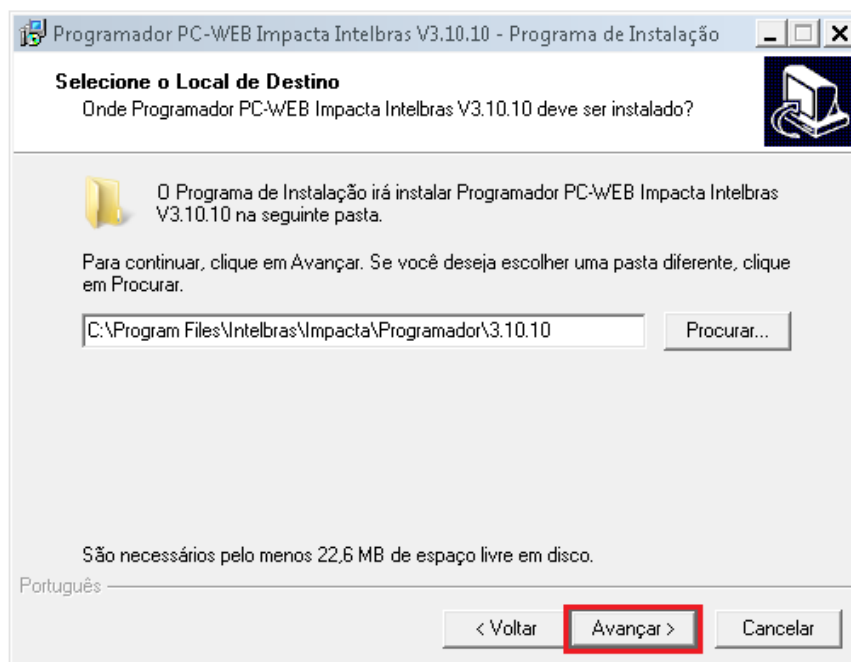 Programador PC-WEB Impacta Intelbras V3.10.10 - Programa de Instalação
Selecione o Local de Destino
Onde Programador PC-WEB Impacta Intelbras V3.10.10 deve ser instalado?
O Programa de Instalação irá instalar Programador PC-WEB Impacta Intelbras
V3.10.10 na seguinte pasta.
Para continuar, clique em Avançar. Se você deseja escolher uma pasta diferente, clique
em Procurar.
C:\Program Files\Intelbras\Impacta\Programador\3.10.10
Procurar...
São necessários pelo menos 22,6 MB de espaço livre em disco.
Português
< Voltar
Avançar >
Cancelar